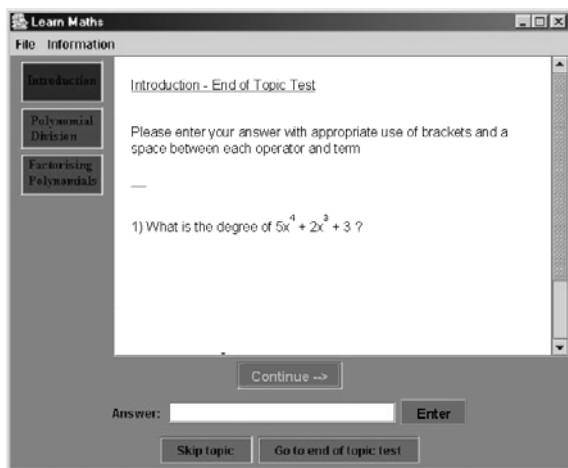 Learn Maths
File Information
Introduction
Polynomial
Division
Factorising
Polynomials
Introduction - End of Topic Test
Please enter your answer with appropriate use of brackets and a
space between each operator and term
1) What is the degree of 5x⁴ + 2x³ + 3 ?
Continue -->
Answer:
Enter
Skip topic
Go to end of topic test